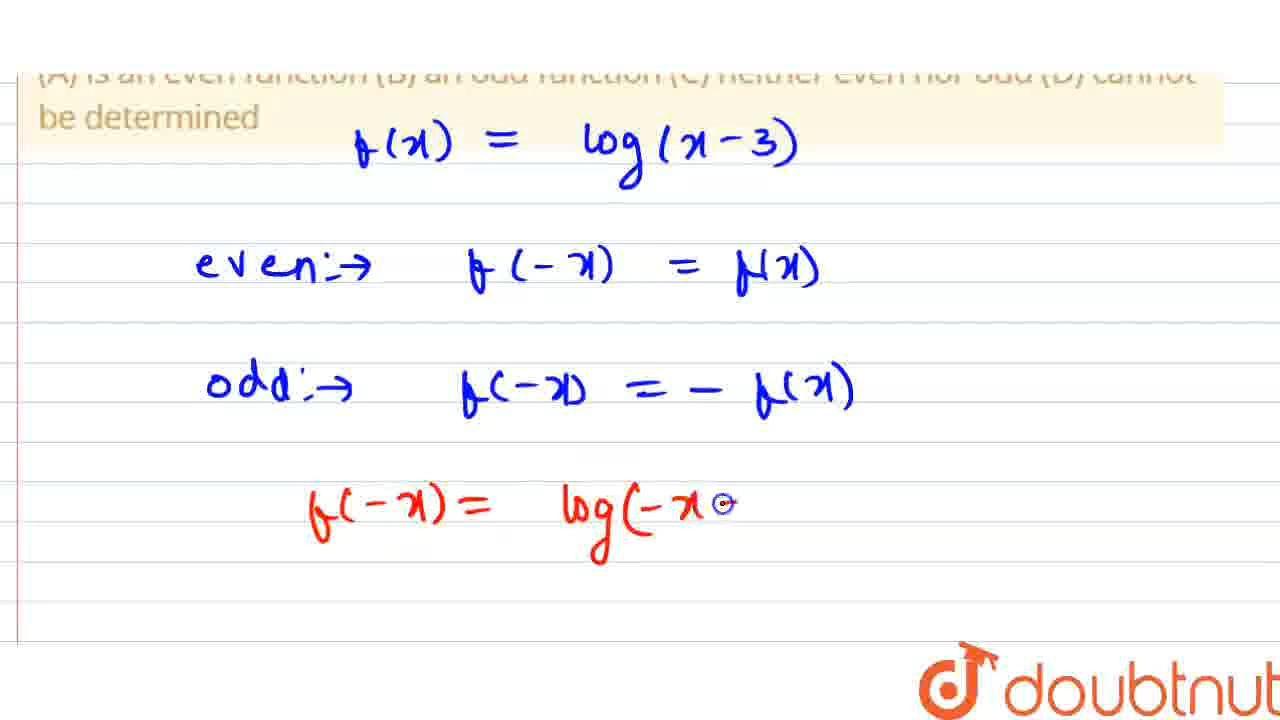 (A) is an even function (B) an odd function (C) neither even nor odd (D) cannot
be determined
f(x) = log(x-3)
even:→ f(-x) = f(x)
odd:→ f(-x) = - f(x)
f(-x) = log(-x-
doubtnut